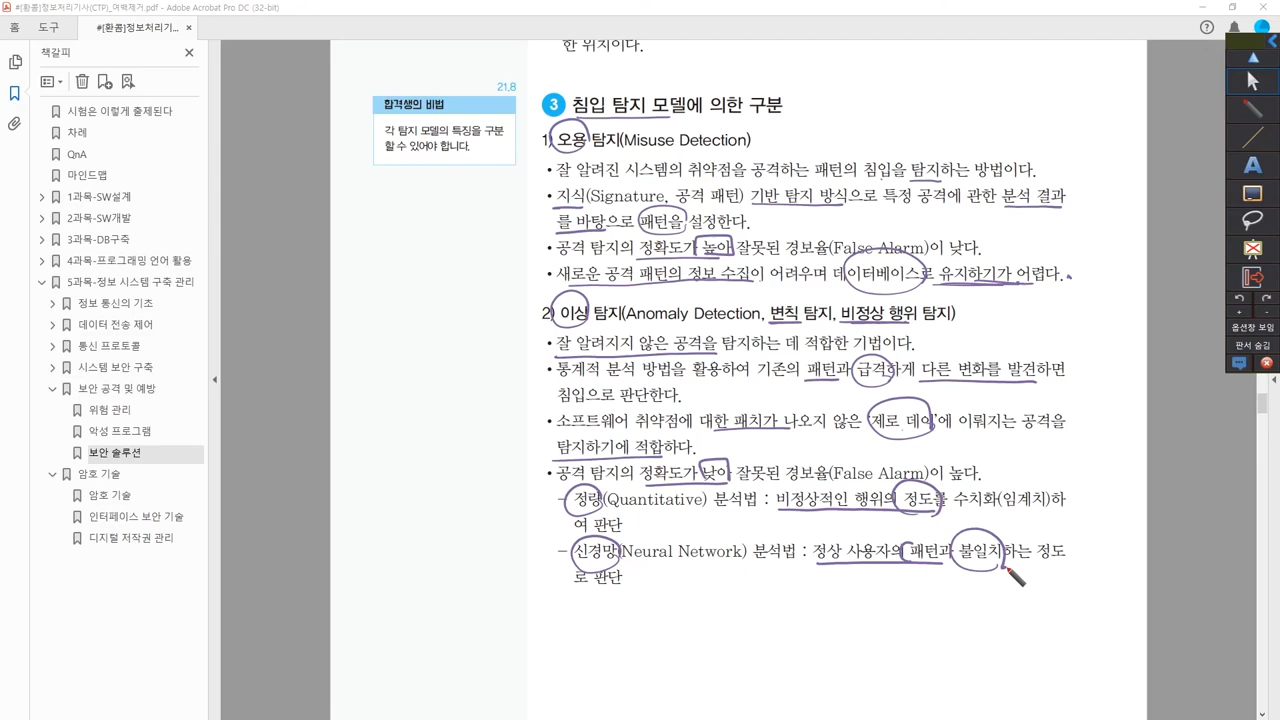 #[환콤]정보처리기사(CTP)_여백제거.pdf - Adobe Acrobat Pro DC (32-bit)
홈
도구
#[환콤]정보처리기...
책갈피
시험은 이렇게 출제된다
차례
QnA
마인드맵
1과목-SW설계
2과목-SW개발
3과목-DB구축
4과목-프로그래밍 언어 활용
5과목-정보 시스템 구축 관리
정보 통신의 기초
데이터 전송 제어
통신 프로토콜
시스템 보안 구축
보안 공격 및 예방
위험 관리
악성 프로그램
보안 솔루션
암호 기술
암호 기술
인터페이스 보안 기술
디지털 저작권 관리
21.8
합격생의 비법
각 탐지 모델의 특징을 구분
할 수 있어야 합니다.
한 위치이다.
3 침입 탐지 모델에 의한 구분
1) 오용 탐지(Misuse Detection)
• 잘 알려진 시스템의 취약점을 공격하는 패턴의 침입을 탐지하는 방법이다.
• 지식(Signature, 공격 패턴) 기반 탐지 방식으로 특정 공격에 관한 분석 결과
를 바탕으로 패턴을 설정한다.
• 공격 탐지의 정확도가 높아 잘못된 경보율(False Alarm)이 낮다.
• 새로운 공격 패턴의 정보 수집이 어려우며 데이터베이스로 유지하기가 어렵다.
2) 이상 탐지(Anomaly Detection, 변칙 탐지, 비정상 행위 탐지)
• 잘 알려지지 않은 공격을 탐지하는 데 적합한 기법이다.
• 통계적 분석 방법을 활용하여 기존의 패턴과 급격하게 다른 변화를 발견하면
침입으로 판단한다.
• 소프트웨어 취약점에 대한 패치가 나오지 않은 '제로 데이'에 이뤄지는 공격을
탐지하기에 적합하다.
• 공격 탐지의 정확도가 낮아 잘못된 경보율(False Alarm)이 높다.
– 정량(Quantitative) 분석법 : 비정상적인 행위의 정도를 수치화(임계치)하
여 판단
– 신경망(Neural Network) 분석법 : 정상 사용자의 패턴과 불일치하는 정도
로 판단
옵션장 보임
판서 숨김